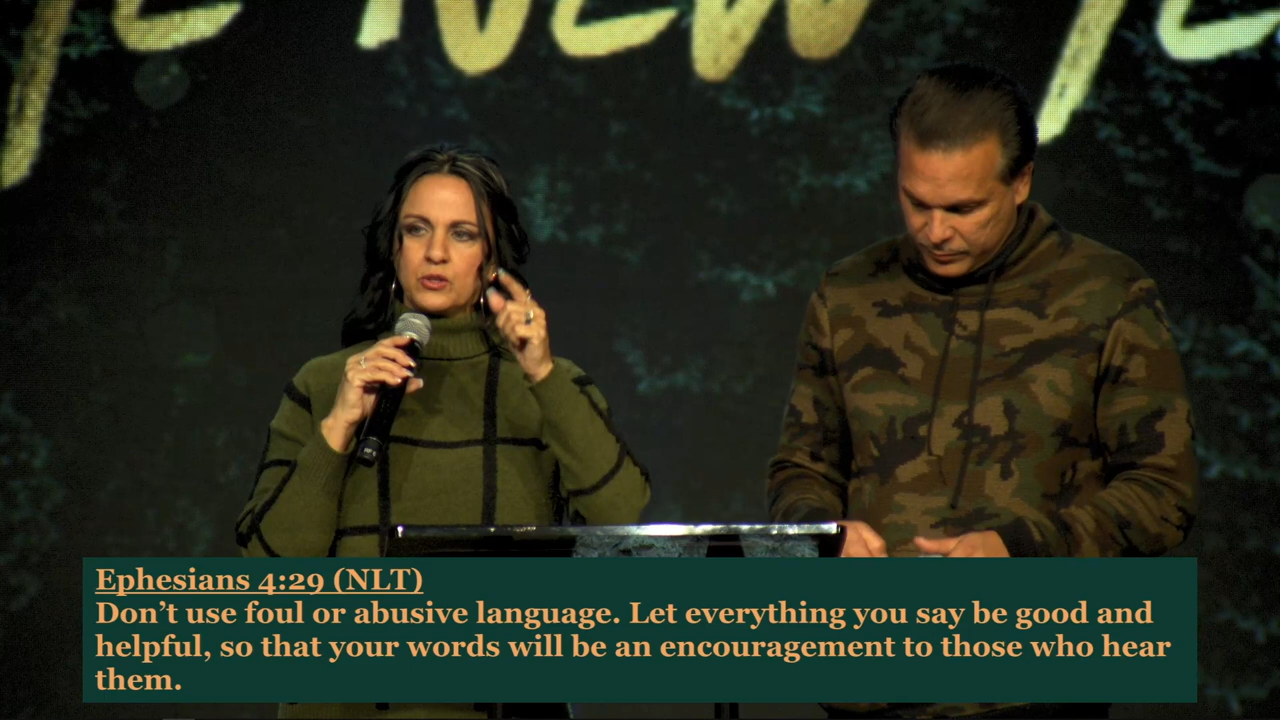 NEW
Ephesians 4:29 (NLT)
Don’t use foul or abusive language. Let everything you say be good and
helpful, so that your words will be an encouragement to those who hear
them.